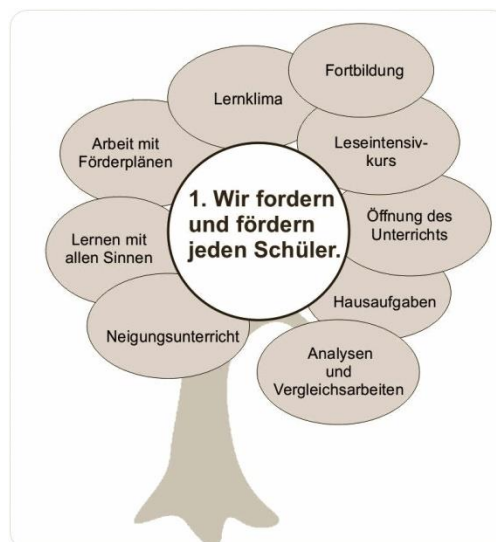 Fortbildung
Lernklima
Leseintensiv-
kurs
Arbeit mit
Förderplänen
1. Wir fordern
und fördern
jeden Schüler.
Öffnung des
Unterrichts
Lernen mit
allen Sinnen
Hausaufgaben
Neigungsunterricht
Analysen
und
Vergleichsarbeiten